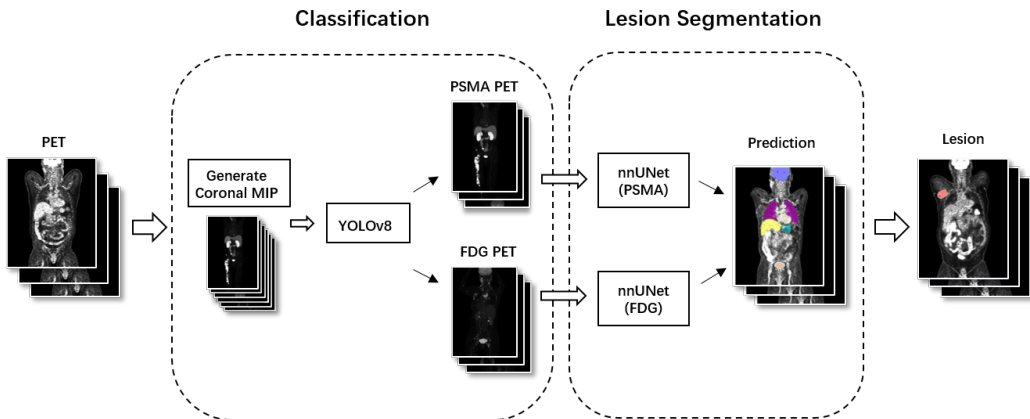 Classification
Lesion Segmentation
PET
Generate
Coronal MIP
YOLOv8
PSMA PET
FDG PET
nnUNet
(PSMA)
nnUNet
(FDG)
Prediction
Lesion